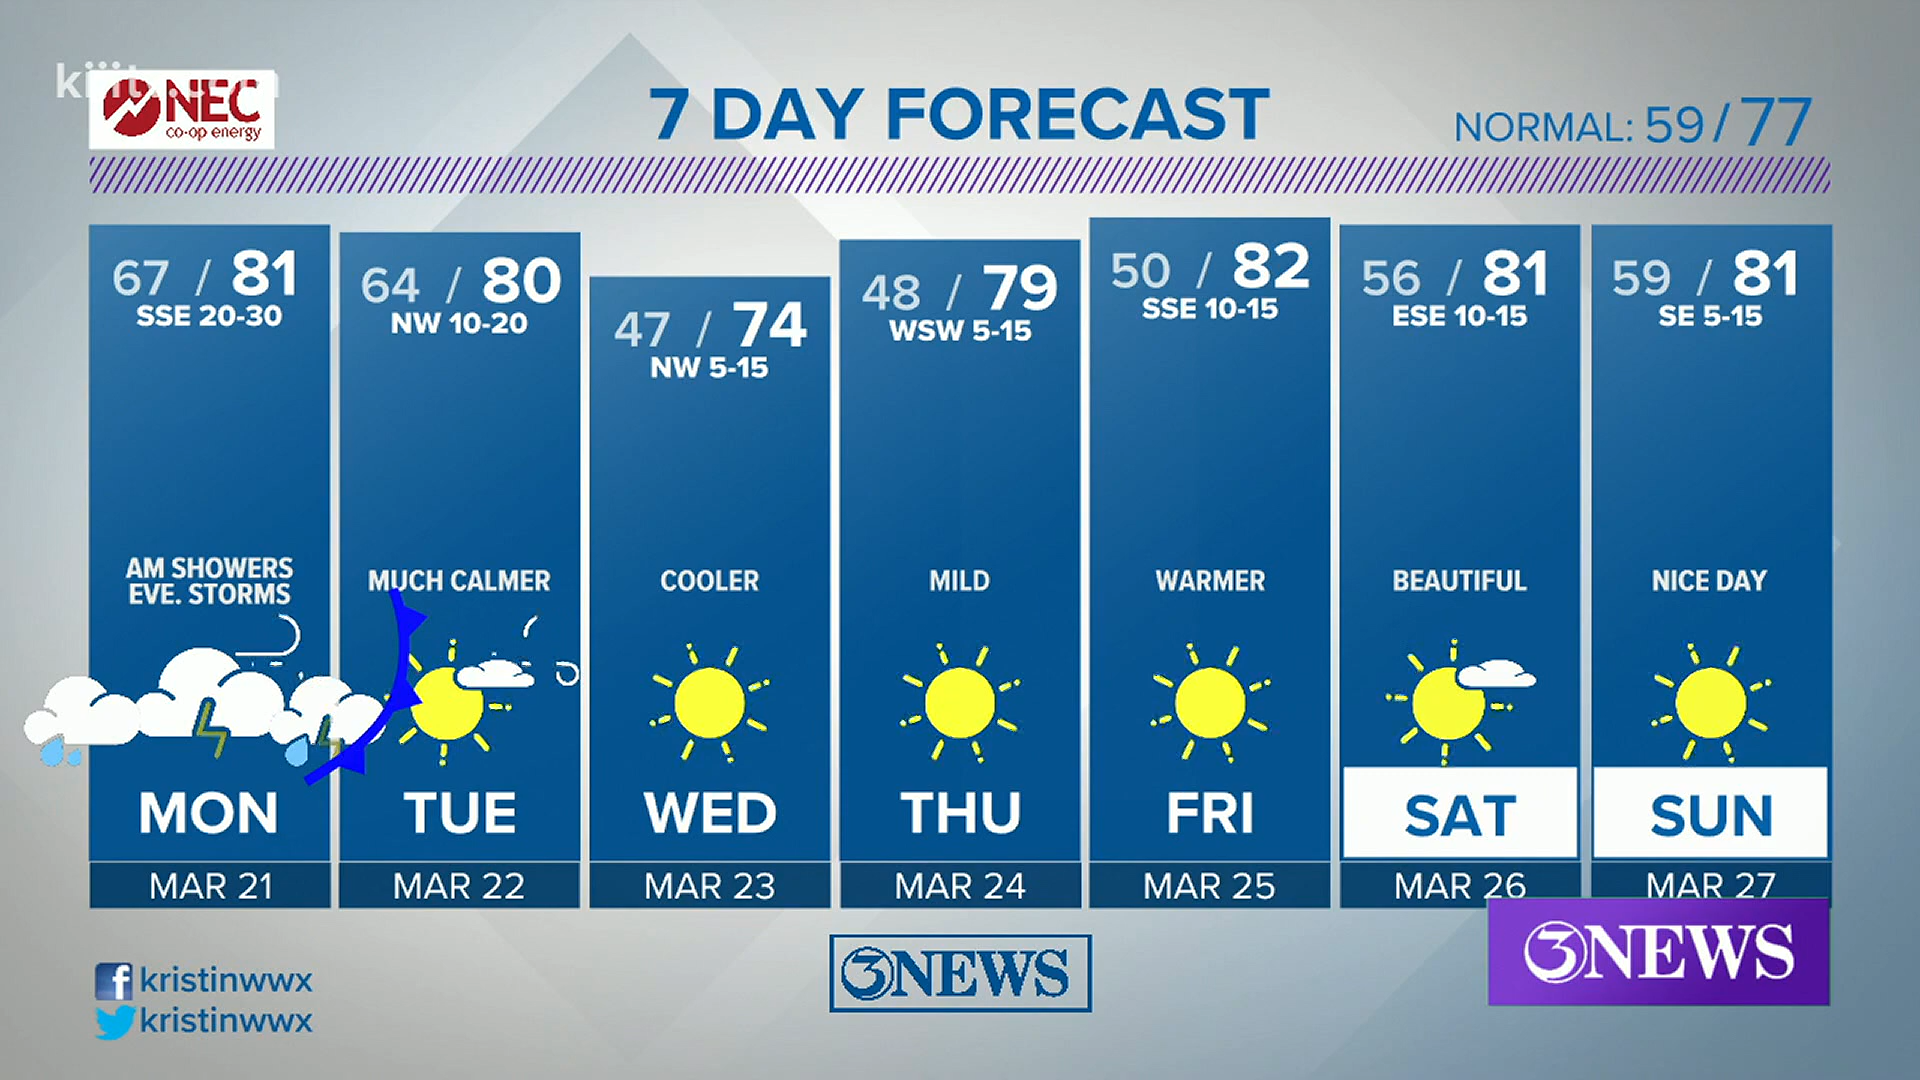 kiiitv.com
NEC
co-op energy
7 DAY FORECAST
NORMAL: 59/77
67 / 81
SSE 20-30
AM SHOWERS
EVE. STORMS
MON
MAR 21
64 / 80
NW 10-20
MUCH CALMER
TUE
MAR 22
47 / 74
NW 5-15
COOLER
WED
MAR 23
48 / 79
WSW 5-15
MILD
THU
MAR 24
50 / 82
SSE 10-15
WARMER
FRI
MAR 25
56 / 81
ESE 10-15
BEAUTIFUL
SAT
MAR 26
59 / 81
SE 5-15
NICE DAY
SUN
MAR 27
kristinwwx
kristinwwx
3NEWS
3NEWS